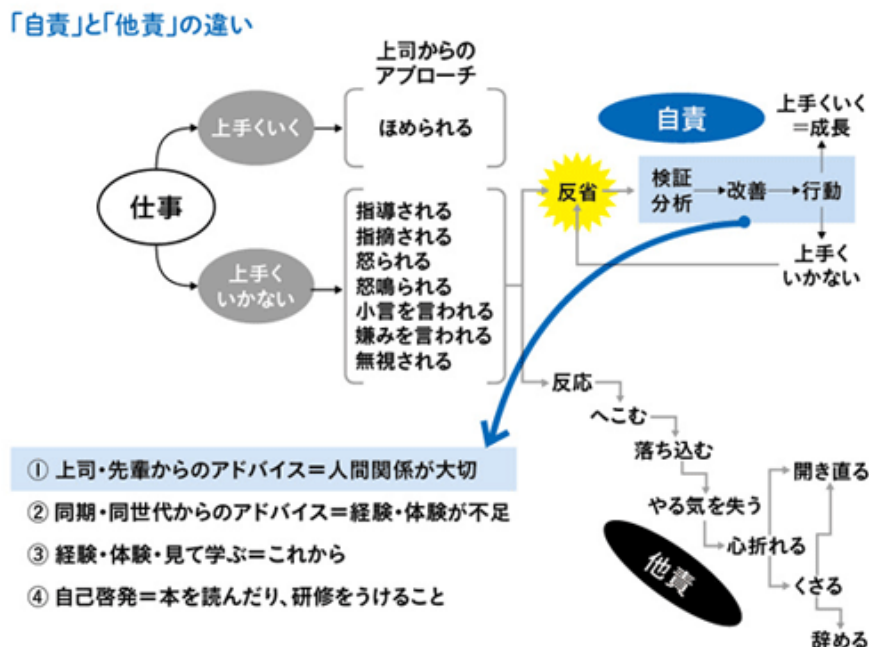 「自責」と「他責」の違い
上司からの
アプローチ
仕事
上手くいく
ほめられる
上手く
いかない
指導される
指摘される
怒られる
怒鳴られる
小言を言われる
嫌みを言われる
無視される
自責
反省
検証
分析
改善
行動
上手くいく
＝成長
上手く
いかない
反応
へこむ
落ち込む
やる気を失う
心折れる
開き直る
くさる
辞める
他責
① 上司・先輩からのアドバイス＝人間関係が大切
② 同期・同世代からのアドバイス＝経験・体験が不足
③ 経験・体験・見て学ぶ＝これから
④ 自己啓発＝本を読んだり、研修をうけること